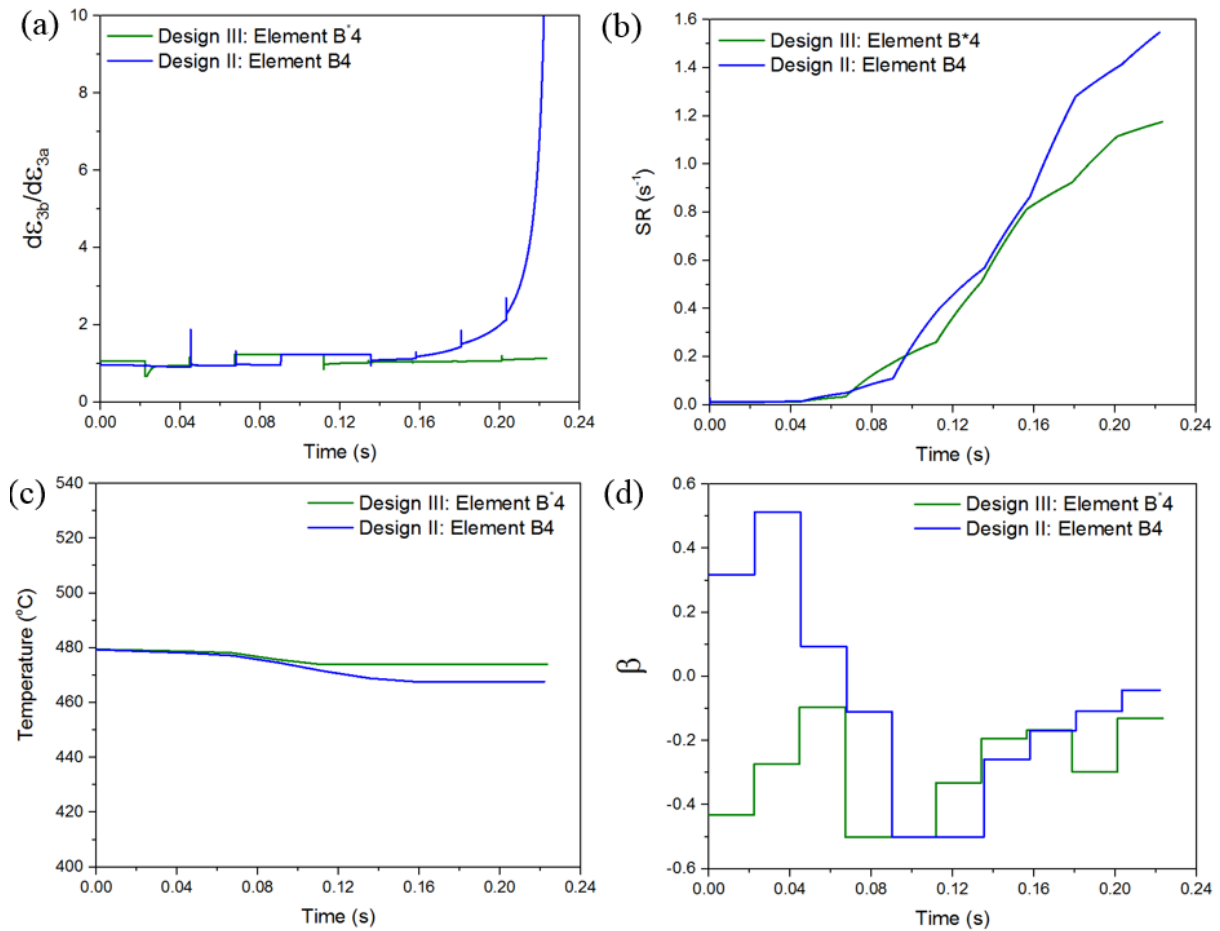 (a)
10
8
6
4
2
0
dε3b/dε3a
Design III: Element B*4
Design II: Element B4
0.00 0.04 0.08 0.12 0.16 0.20 0.24
Time (s)
(b)
1.6
1.4
1.2
1.0
0.8
0.6
0.4
0.2
0.0
SR (s⁻¹)
Design III: Element B*4
Design II: Element B4
0.00 0.04 0.08 0.12 0.16 0.20 0.24
Time (s)
(c)
540
520
500
480
460
440
420
400
Temperature (°C)
Design III: Element B*4
Design II: Element B4
0.00 0.04 0.08 0.12 0.16 0.20 0.24
Time (s)
(d)
0.6
0.4
0.2
0.0
-0.2
-0.4
-0.6
β
Design III: Element B*4
Design II: Element B4
0.00 0.04 0.08 0.12 0.16 0.20 0.24
Time (s)